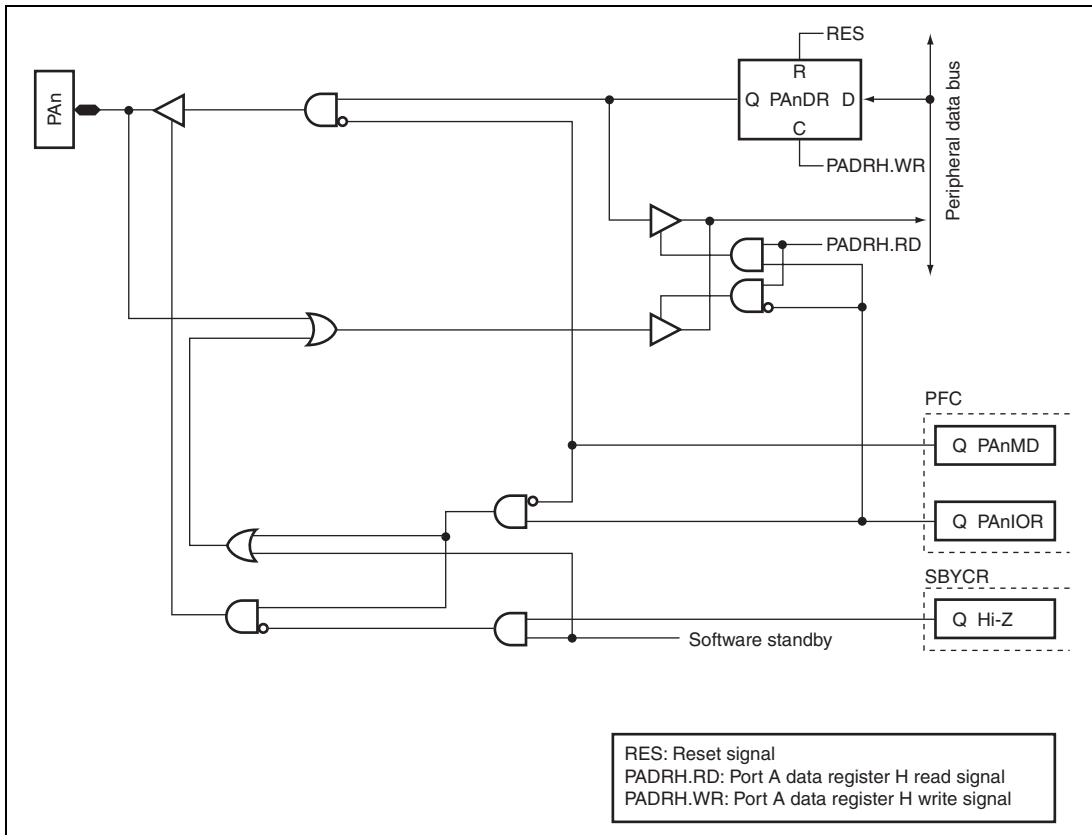 RES
PAn
R
Q PAnDR D
C
PADRH.WR
Peripheral data bus
PADRH.RD
PFC
Q PAnMD
Q PAnIOR
SBYCR
Q Hi-Z
Software standby
RES: Reset signal
PADRH.RD: Port A data register H read signal
PADRH.WR: Port A data register H write signal